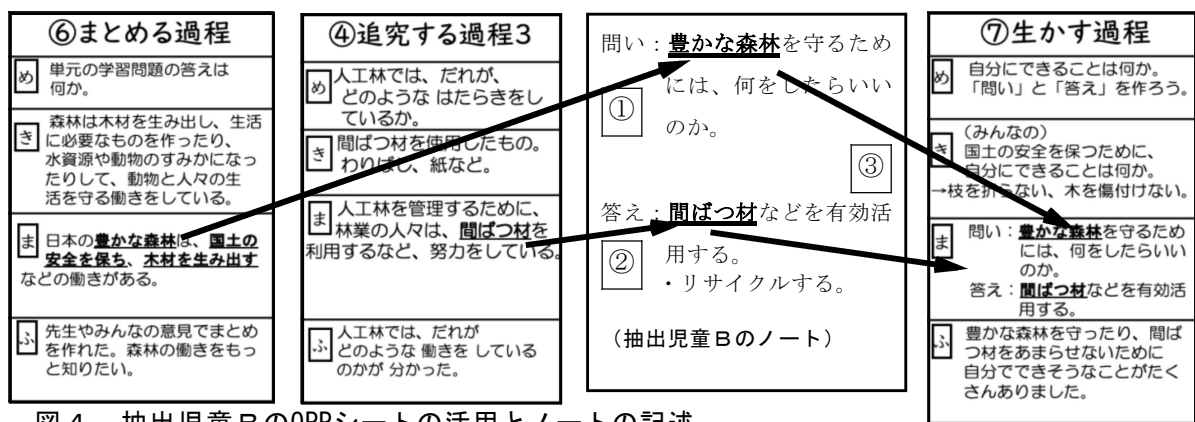 ⑥まとめる過程
め 単元の学習問題の答えは
何か。
き 森林は木材を生み出し、生活
に必要なものを作ったり、
水資源や動物のすみかになっ
たりして、動物と人々の生
活を守る働きをしている。
ま 日本の豊かな森林は、国土の
安全を保ち、木材を生み出す
などの働きがある。
ふ 先生やみんなの意見でまとめ
を作れた。森林の働きをもっ
と知りたい。
④追究する過程3
め 人工林では、だれが、
どのような はたらきをし
ているか。
き 間ばつ材を使用したもの。
わりばし、紙など。
ま 人工林を管理するために、
林業の人々は、間ばつ材を
利用するなど、努力をしている。
ふ 人工林では、だれが
どのような 働きを している
のかが 分かった。
問い：豊かな森林を守るため
には、何をしたらいい
①
のか。
③
答え：間ばつ材などを有効活
② 用する。
・リサイクルする。
（抽出児童Ｂのノート）
⑦生かす過程
め 自分にできることは何か。
「問い」と「答え」を作ろう。
き （みんなの）
国土の安全を保つために、
自分にできることは何か。
→枝を折らない、木を傷付けない。
ま 問い：豊かな森林を守るため
には、何をしたらいい
のか。
答え：間ばつ材などを有効活
用する。
ふ 豊かな森林を守ったり、間ば
つ材をあまらせないために
自分でできそうなことがたく
さんありました。
図４ 抽出児童ＢのOPPシートの活用とノートの記述